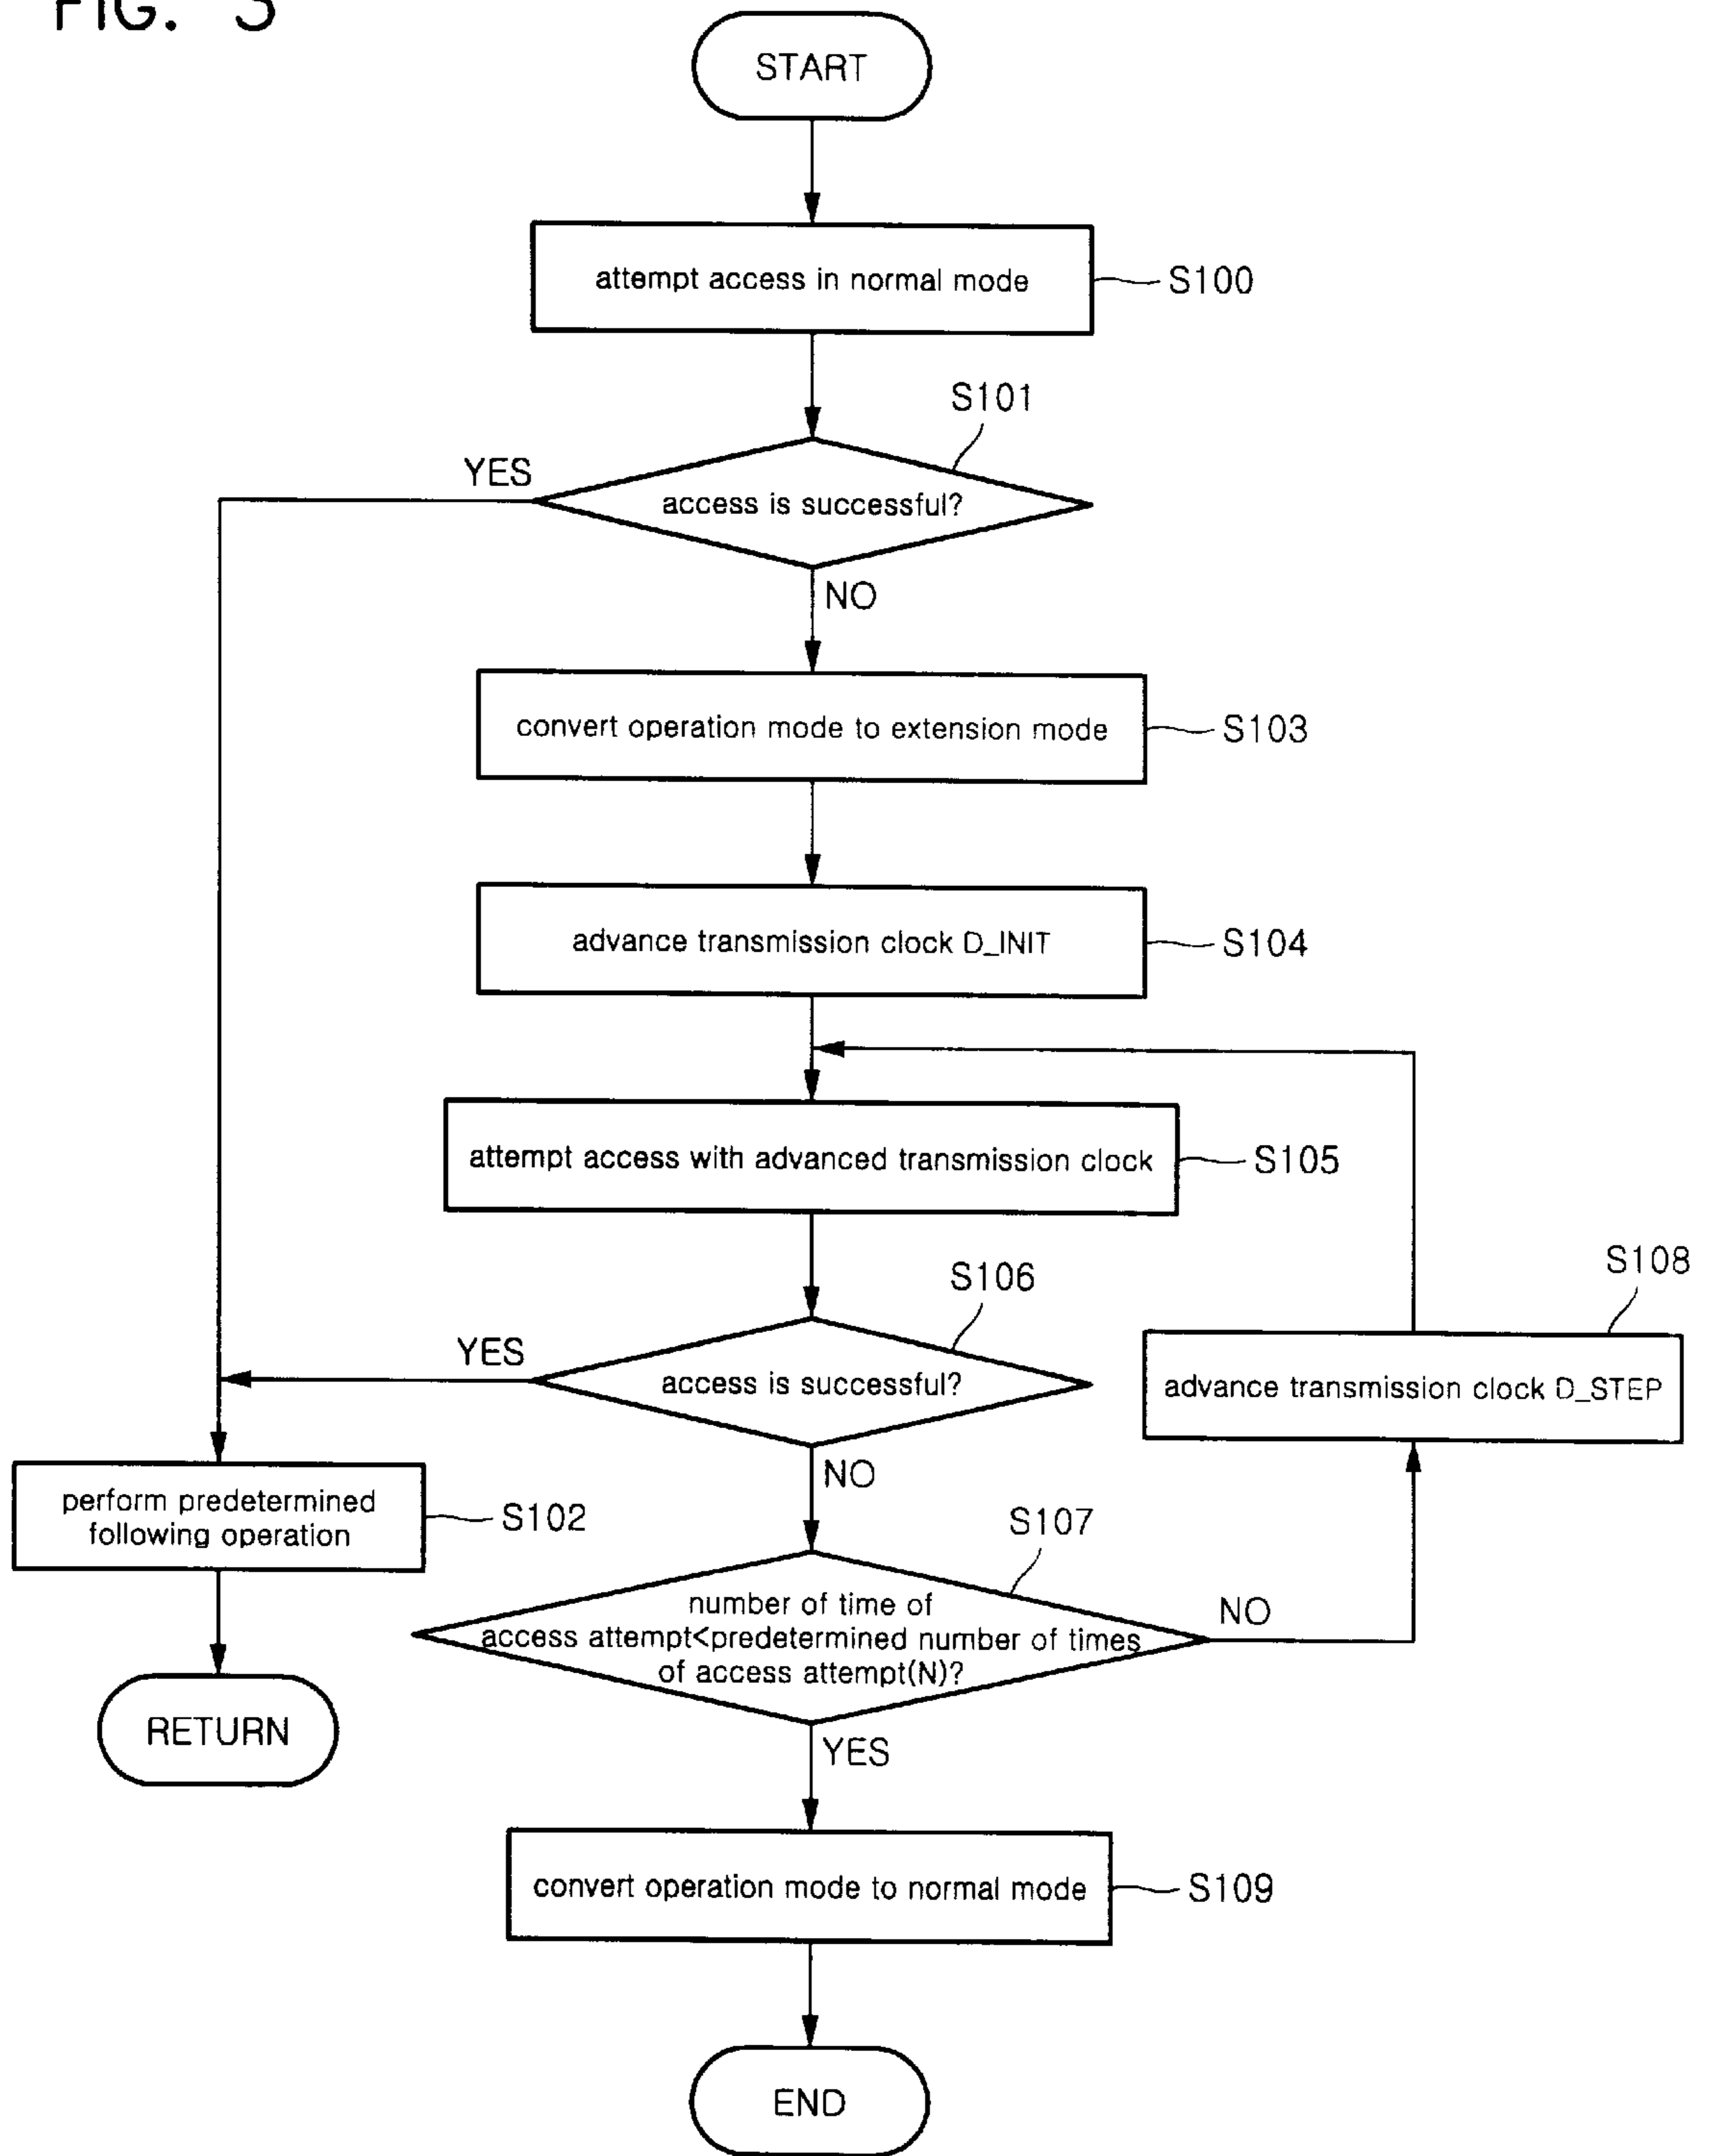 FIG. 3
START
attempt access in normal mode
S100
S101
YES
access is successful?
NO
convert operation mode to extension mode
S103
advance transmission clock D_INIT
S104
attempt access with advanced transmission clock
S105
S106
S108
YES
access is successful?
advance transmission clock D_STEP
NO
perform predetermined
following operation
S102
S107
number of time of
access attempt<predetermined number of times
of access attempt(N)?
NO
RETURN
YES
convert operation mode to normal mode
S109
END